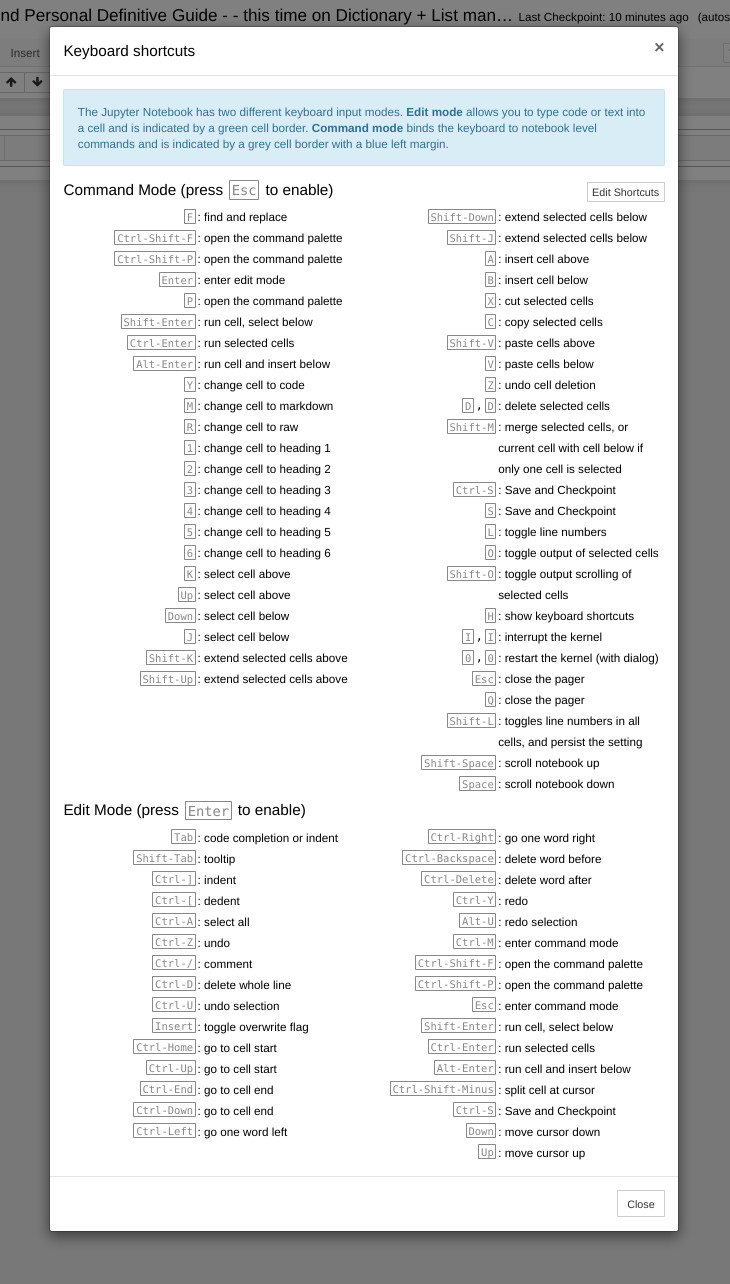 nd Personal Definitive Guide - - this time on Dictionary + List man… Last Checkpoint: 10 minutes ago (autos
Insert
Keyboard shortcuts ×
The Jupyter Notebook has two different keyboard input modes. Edit mode allows you to type code or text into
a cell and is indicated by a green cell border. Command mode binds the keyboard to notebook level
commands and is indicated by a grey cell border with a blue left margin.
Command Mode (press Esc to enable)
Edit Shortcuts
F : find and replace
Ctrl-Shift-F : open the command palette
Ctrl-Shift-P : open the command palette
Enter : enter edit mode
P : open the command palette
Shift-Enter : run cell, select below
Ctrl-Enter : run selected cells
Alt-Enter : run cell and insert below
Y : change cell to code
M : change cell to markdown
R : change cell to raw
1 : change cell to heading 1
2 : change cell to heading 2
3 : change cell to heading 3
4 : change cell to heading 4
5 : change cell to heading 5
6 : change cell to heading 6
K : select cell above
Up : select cell above
Down : select cell below
J : select cell below
Shift-K : extend selected cells above
Shift-Up : extend selected cells above
Shift-Down : extend selected cells below
Shift-J : extend selected cells below
A : insert cell above
B : insert cell below
X : cut selected cells
C : copy selected cells
Shift-V : paste cells above
V : paste cells below
Z : undo cell deletion
D , D : delete selected cells
Shift-M : merge selected cells, or
current cell with cell below if
only one cell is selected
Ctrl-S : Save and Checkpoint
S : Save and Checkpoint
L : toggle line numbers
O : toggle output of selected cells
Shift-O : toggle output scrolling of
selected cells
H : show keyboard shortcuts
I , I : interrupt the kernel
0 , 0 : restart the kernel (with dialog)
Esc : close the pager
Q : close the pager
Shift-L : toggles line numbers in all
cells, and persist the setting
Shift-Space : scroll notebook up
Space : scroll notebook down
Edit Mode (press Enter to enable)
Tab : code completion or indent
Shift-Tab : tooltip
Ctrl-] : indent
Ctrl-[ : dedent
Ctrl-A : select all
Ctrl-Z : undo
Ctrl-/ : comment
Ctrl-D : delete whole line
Ctrl-U : undo selection
Insert : toggle overwrite flag
Ctrl-Home : go to cell start
Ctrl-Up : go to cell start
Ctrl-End : go to cell end
Ctrl-Down : go to cell end
Ctrl-Left : go one word left
Ctrl-Right : go one word right
Ctrl-Backspace : delete word before
Ctrl-Delete : delete word after
Ctrl-Y : redo
Alt-U : redo selection
Ctrl-M : enter command mode
Ctrl-Shift-F : open the command palette
Ctrl-Shift-P : open the command palette
Esc : enter command mode
Shift-Enter : run cell, select below
Ctrl-Enter : run selected cells
Alt-Enter : run cell and insert below
Ctrl-Shift-Minus : split cell at cursor
Ctrl-S : Save and Checkpoint
Down : move cursor down
Up : move cursor up
Close